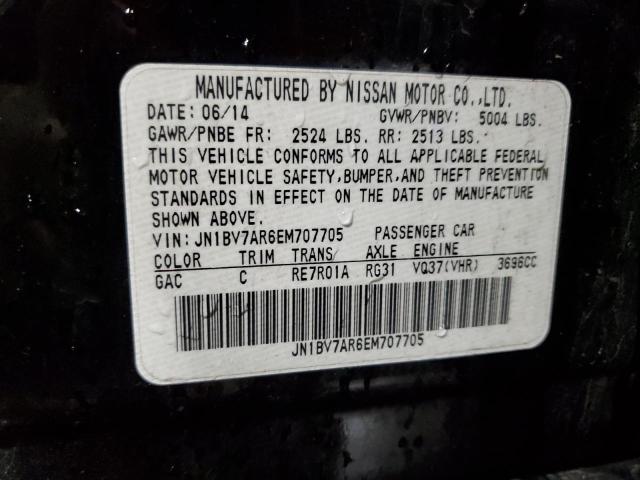 MANUFACTURED BY NISSAN MOTOR CO.,LTD.
DATE: 06/14 GVWR/PNBV: 5004 LBS.
GAWR/PNBE FR: 2524 LBS. RR: 2513 LBS.
THIS VEHICLE CONFORMS TO ALL APPLICABLE FEDERAL
MOTOR VEHICLE SAFETY,BUMPER,AND THEFT PREVENTION
STANDARDS IN EFFECT ON THE DATE OF MANUFACTURE
SHOWN ABOVE.
VIN: JN1BV7AR6EM707705 PASSENGER CAR
COLOR TRIM TRANS/ AXLE ENGINE
GAC C RE7R01A RG31 VQ37(VHR) 3696CC
JN1BV7AR6EM707705